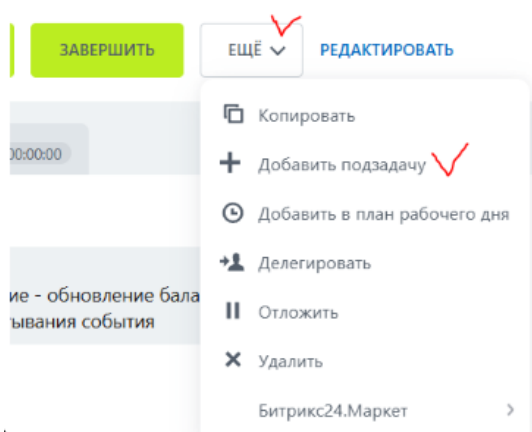 ЗАВЕРШИТЬ
ЕЩЁ
РЕДАКТИРОВАТЬ
Копировать
00:00:00
Добавить подзадачу
Добавить в план рабочего дня
Делегировать
ие - обновление бала
тывания события
Отложить
Удалить
Битрикс24.Маркет